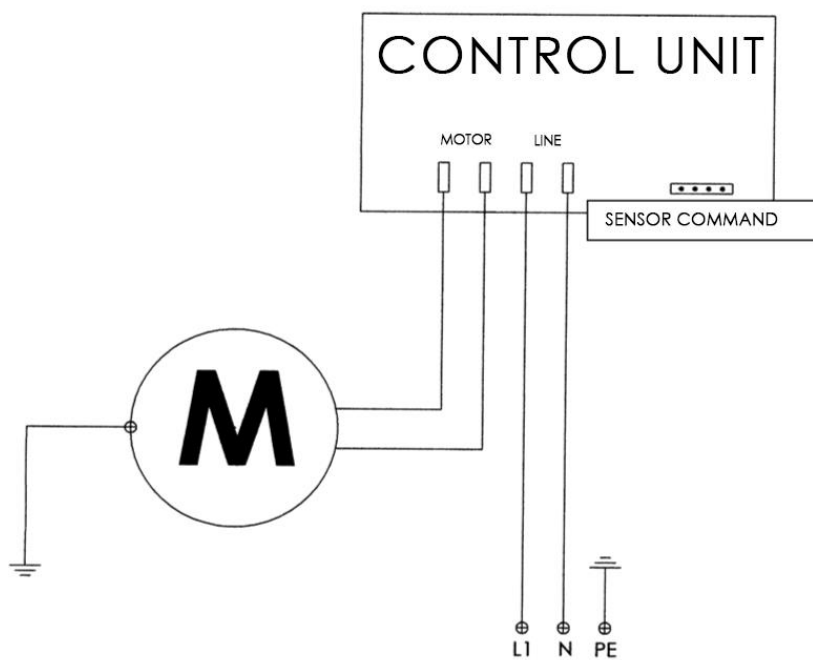 CONTROL UNIT
MOTOR LINE
SENSOR COMMAND
M
L1 N PE